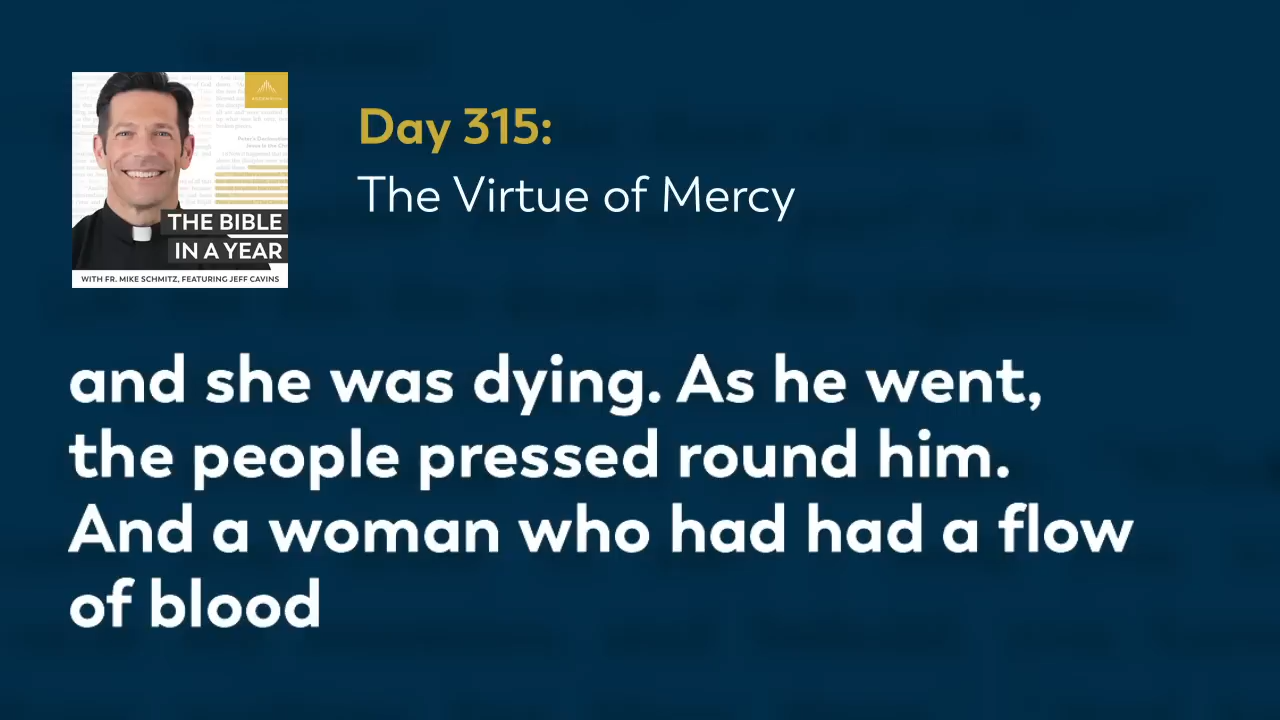 Day 315:
The Virtue of Mercy
THE BIBLE
IN A YEAR
WITH FR. MIKE SCHMITZ, FEATURING JEFF CAVINS
and she was dying. As he went,
the people pressed round him.
And a woman who had had a flow
of blood